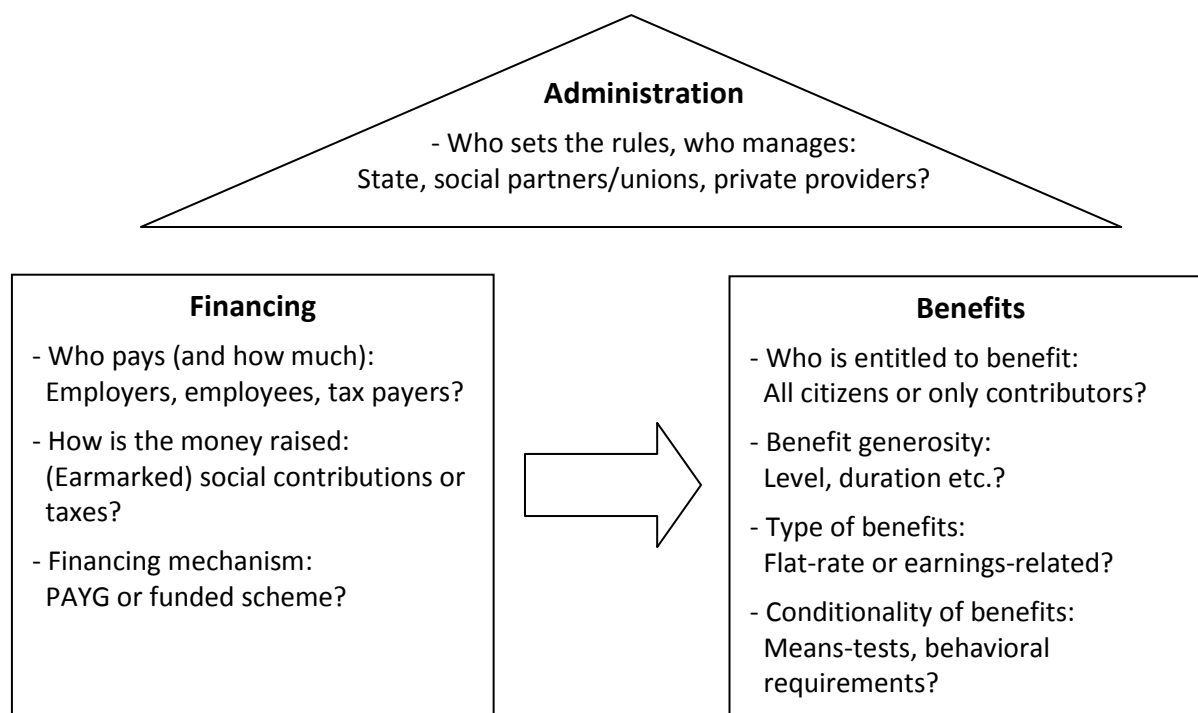 Administration
- Who sets the rules, who manages:
State, social partners/unions, private providers?
Financing
- Who pays (and how much):
Employers, employees, tax payers?
- How is the money raised:
(Earmarked) social contributions or
taxes?
- Financing mechanism:
PAYG or funded scheme?
Benefits
- Who is entitled to benefit:
All citizens or only contributors?
- Benefit generosity:
Level, duration etc.?
- Type of benefits:
Flat-rate or earnings-related?
- Conditionality of benefits:
Means-tests, behavioral
requirements?